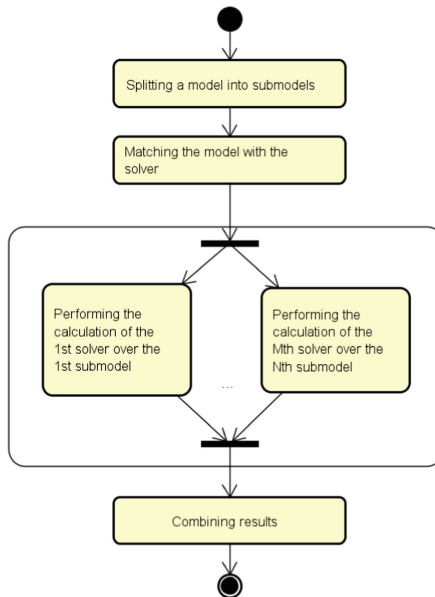 Splitting a model into submodels
Matching the model with the
solver
Performing the
calculation of the
1st solver over the
1st submodel
Performing the
calculation of the
Mth solver over the
Nth submodel
...
Combining results